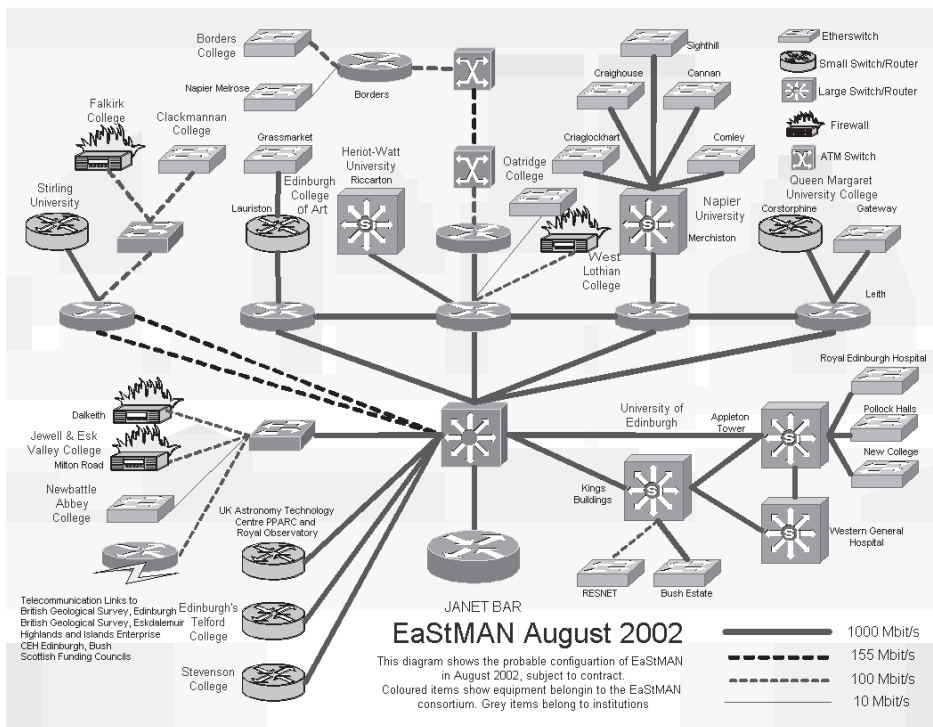 Borders
College
Napier Melrose
Borders
Falkirk
College
Clackmannan
College
Stirling
University
Grassmarket
Edinburgh
College
of Art
Lauriston
Heriot-Watt
University
Riccarton
Oatridge
College
West
Lothian
College
Sighthill
Craighouse
Cannan
Criaglockhart
Comley
Napier
University
Merchiston
Etherswitch
Small Switch/Router
Large Switch/Router
Firewall
ATM Switch
Queen Margaret
University College
Corstorphine
Gateway
Leith
Dalkeith
Jewell & Esk
Valley College
Milton Road
Newbattle
Abbey
College
UK Astronomy Technology
Centre PPARC and
Royal Observatory
Telecommunication Links to
British Geological Survey, Edinburgh
British Geological Survey, Eskdalemuir
Highlands and Islands Enterprise
CEH Edinburgh, Bush
Scottish Funding Councils
Edinburgh's
Telford
College
Stevenson
College
University of
Edinburgh
Appleton
Tower
Royal Edinburgh Hospital
Pollock Halls
New College
Kings
Buildings
Western General
Hospital
RESNET
Bush Estate
JANET BAR
EaStMAN August 2002
This diagram shows the probable configuartion of EaStMAN
in August 2002, subject to contract.
Coloured items show equipment belongin to the EaStMAN
consortium. Grey items belong to institutions
1000 Mbit/s
155 Mbit/s
100 Mbit/s
10 Mbit/s